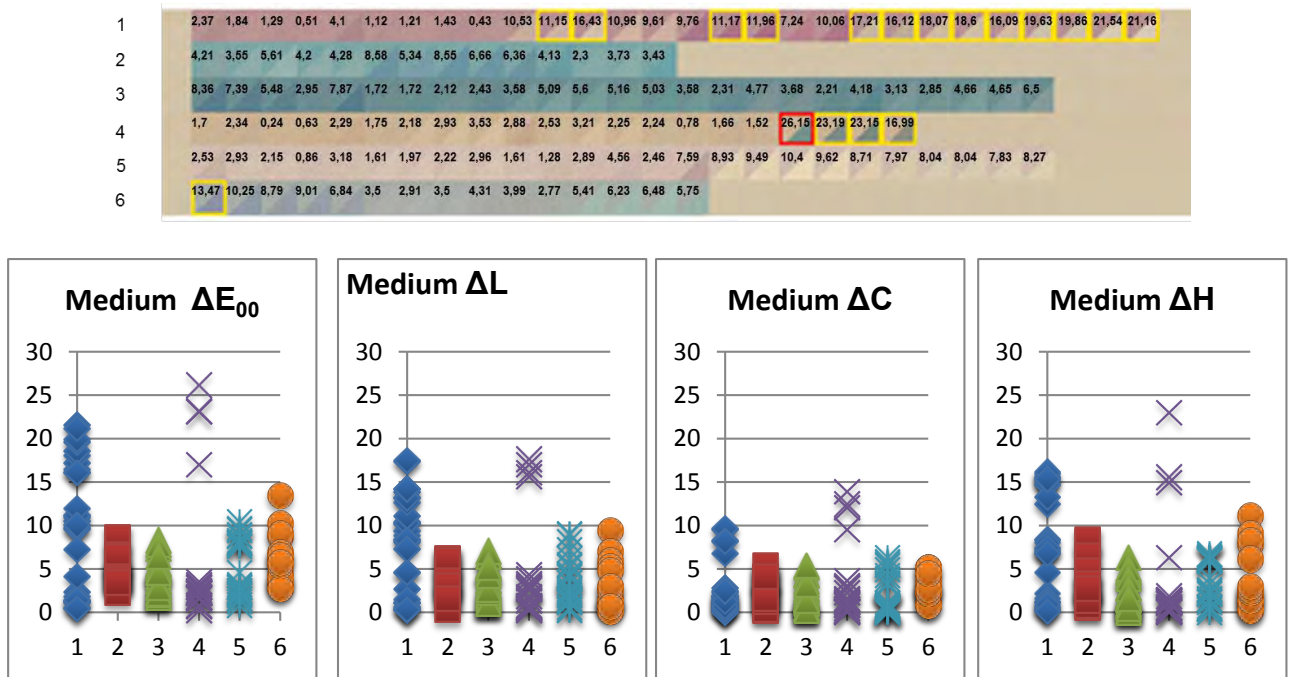 1 2,37 1,84 1,29 0,51 4,1 1,12 1,21 1,43 0,43 10,53 11,15 16,43 10,96 9,61 9,76 11,17 11,96 7,24 10,06 17,21 16,12 18,07 18,6 16,09 19,63 19,86 21,54 21,16
2 4,21 3,55 5,61 4,2 4,28 8,58 5,34 8,55 6,66 6,36 4,13 2,3 3,73 3,43
3 8,36 7,39 5,48 2,95 7,87 1,72 1,72 2,12 2,43 3,58 5,09 5,6 5,16 5,03 3,58 2,31 4,77 3,68 2,21 4,18 3,13 2,85 4,66 4,65 6,5
4 1,7 2,34 0,24 0,63 2,29 1,75 2,18 2,93 3,53 2,88 2,53 3,21 2,25 2,24 0,78 1,66 1,52 26,15 23,19 23,15 16,99
5 2,53 2,93 2,15 0,86 3,18 1,61 1,97 2,22 2,96 1,61 1,28 2,89 4,56 2,46 7,59 8,93 9,49 10,4 9,62 8,71 7,97 8,04 8,04 7,83 8,27
6 13,47 10,25 8,79 9,01 6,84 3,5 2,91 3,5 4,31 3,99 2,77 5,41 6,23 6,48 5,75
Medium ΔE00
30
25
20
15
10
5
0
1 2 3 4 5 6
Medium ΔL
30
25
20
15
10
5
0
1 2 3 4 5 6
Medium ΔC
30
25
20
15
10
5
0
1 2 3 4 5 6
Medium ΔH
30
25
20
15
10
5
0
1 2 3 4 5 6